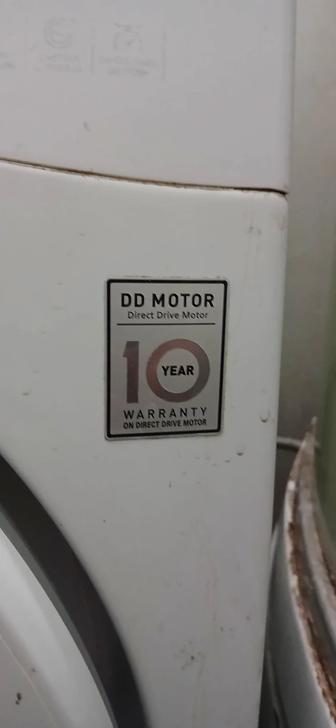 DD MOTOR
Direct Drive Motor
10 YEAR
WARRANTY
ON DIRECT DRIVE MOTOR